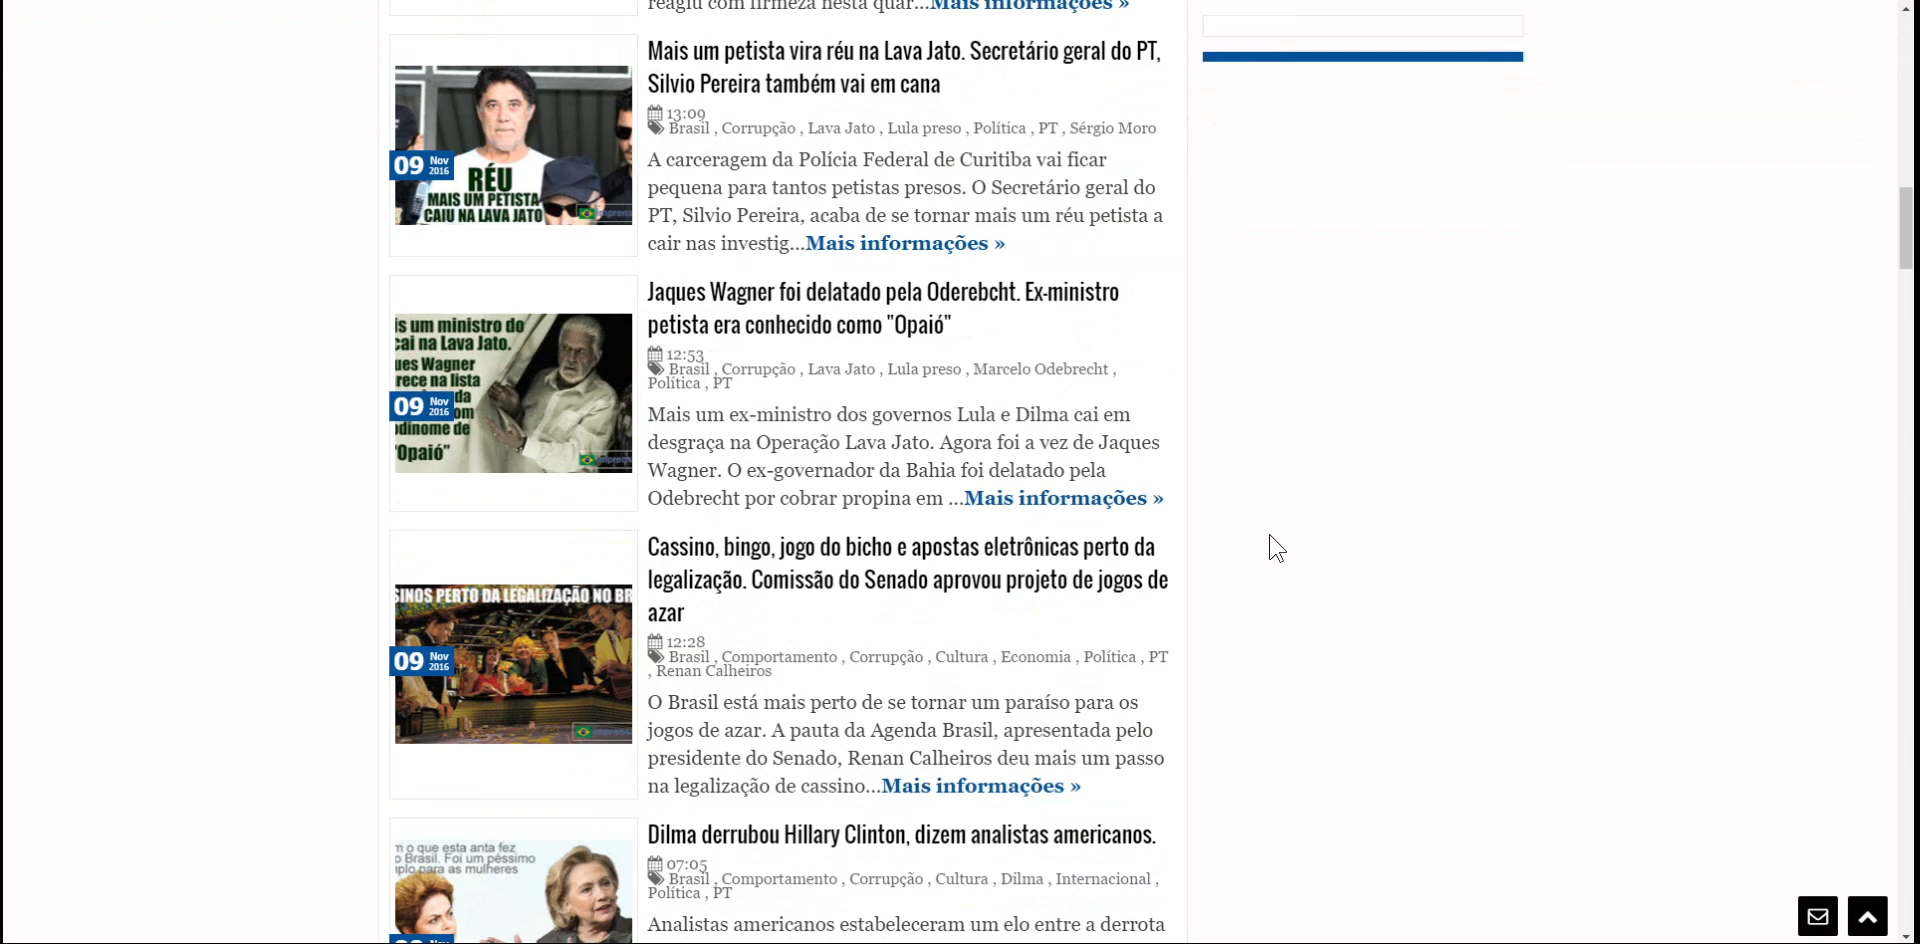 reagiu com firmeza nesta quar...Mais informações »
Mais um petista vira réu na Lava Jato. Secretário geral do PT,
Silvio Pereira também vai em cana
13:09
Brasil , Corrupção , Lava Jato , Lula preso , Política , PT , Sérgio Moro
A carceragem da Polícia Federal de Curitiba vai ficar
pequena para tantos petistas presos. O Secretário geral do
PT, Silvio Pereira, acaba de se tornar mais um réu petista a
cair nas investig...Mais informações »
09 Nov
2016
RÉU
MAIS UM PETISTA
CAIU NA LAVA JATO
Jaques Wagner foi delatado pela Oderebcht. Ex-ministro
petista era conhecido como "Opaió"
12:53
Brasil , Corrupção , Lava Jato , Lula preso , Marcelo Odebrecht ,
Política , PT
Mais um ex-ministro dos governos Lula e Dilma cai em
desgraça na Operação Lava Jato. Agora foi a vez de Jaques
Wagner. O ex-governador da Bahia foi delatado pela
Odebrecht por cobrar propina em ...Mais informações »
is um ministro do
cai na Lava Jato.
ues Wagner
rece na lista
da
09 Nov
2016
om
odinome de
"Opaió"
Cassino, bingo, jogo do bicho e apostas eletrônicas perto da
legalização. Comissão do Senado aprovou projeto de jogos de
azar
12:28
Brasil , Comportamento , Corrupção , Cultura , Economia , Política , PT
, Renan Calheiros
O Brasil está mais perto de se tornar um paraíso para os
jogos de azar. A pauta da Agenda Brasil, apresentada pelo
presidente do Senado, Renan Calheiros deu mais um passo
na legalização de cassino...Mais informações »
SINOS PERTO DA LEGALIZAÇÃO NO BR
09 Nov
2016
Dilma derrubou Hillary Clinton, dizem analistas americanos.
07:05
Brasil , Comportamento , Corrupção , Cultura , Dilma , Internacional ,
Política , PT
Analistas americanos estabeleceram um elo entre a derrota
m o que esta anta fez
o Brasil. Foi um péssimo
mplo para as mulheres